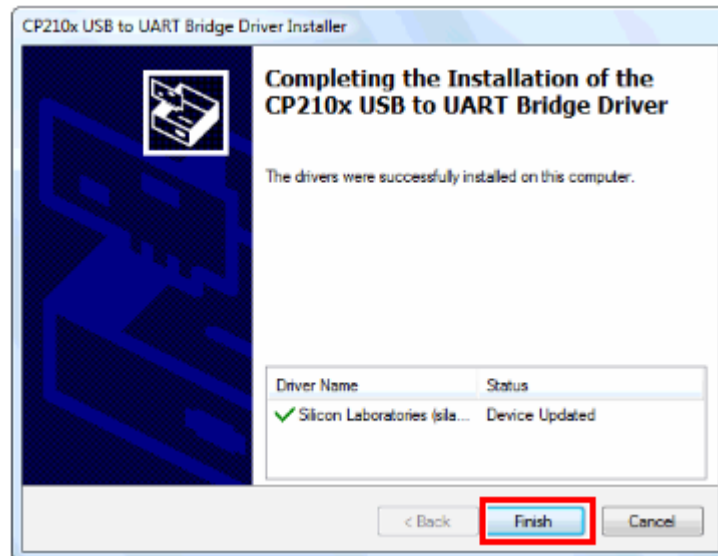 CP210x USB to UART Bridge Driver Installer
Completing the Installation of the
CP210x USB to UART Bridge Driver
The drivers were successfully installed on this computer.
Driver Name Status
Silicon Laboratories (sila... Device Updated
< Back Finish Cancel